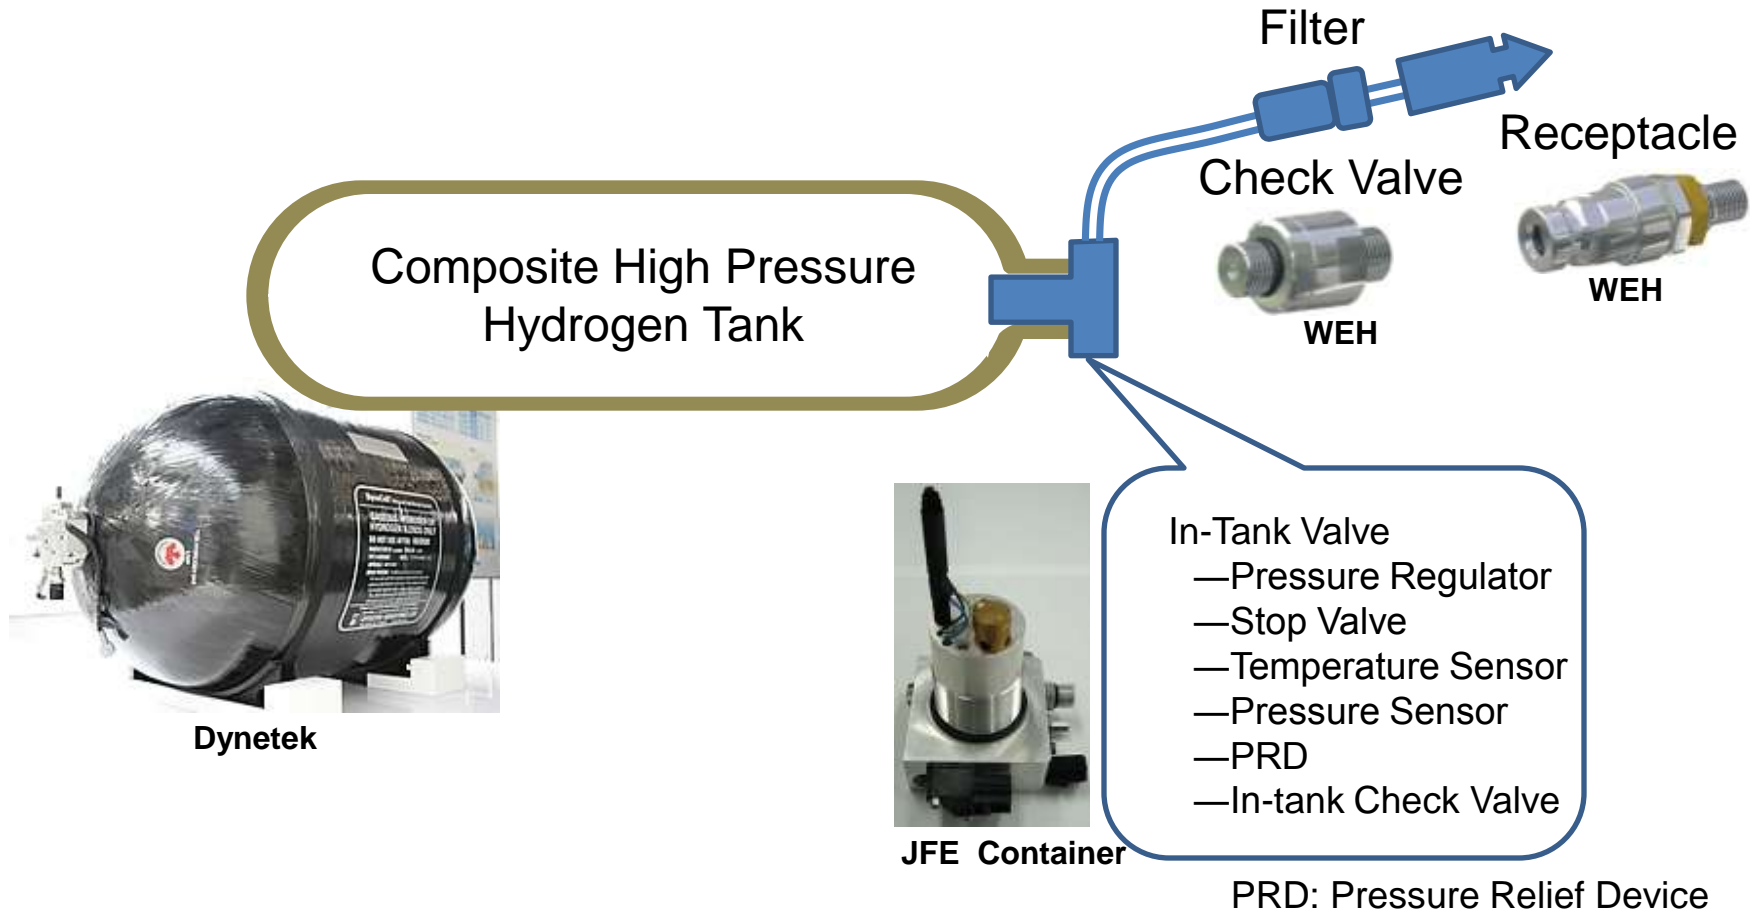 Filter
Receptacle
Check Valve
WEH
WEH
Composite High Pressure
Hydrogen Tank
Dynetek
In-Tank Valve
—Pressure Regulator
—Stop Valve
—Temperature Sensor
—Pressure Sensor
—PRD
—In-tank Check Valve
JFE  Container
PRD: Pressure Relief Device